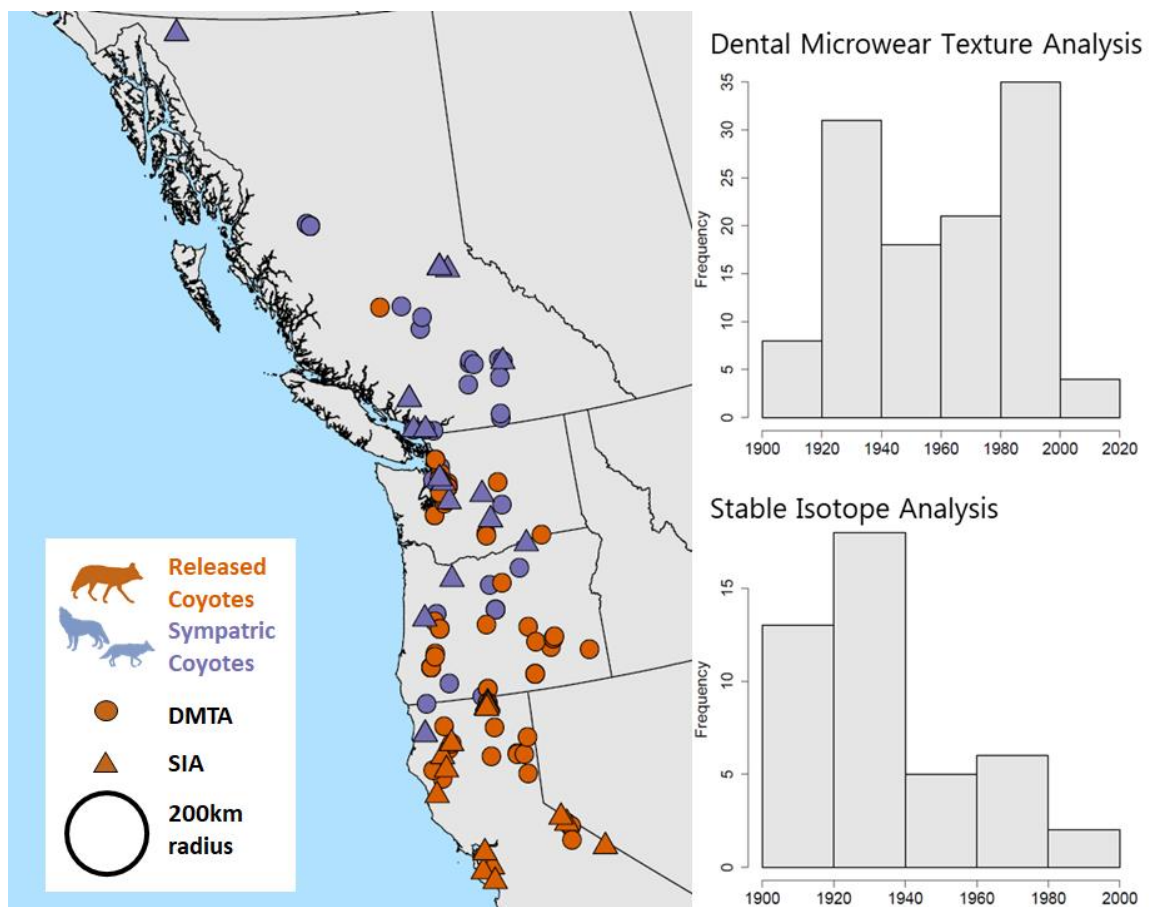 Dental Microwear Texture Analysis
35
30
25
20
15
10
5
0
Frequency
1900 1920 1940 1960 1980 2000 2020
Stable Isotope Analysis
15
10
5
0
Frequency
1900 1920 1940 1960 1980 2000
Released
Coyotes
Sympatric
Coyotes
DMTA
SIA
200km
radius